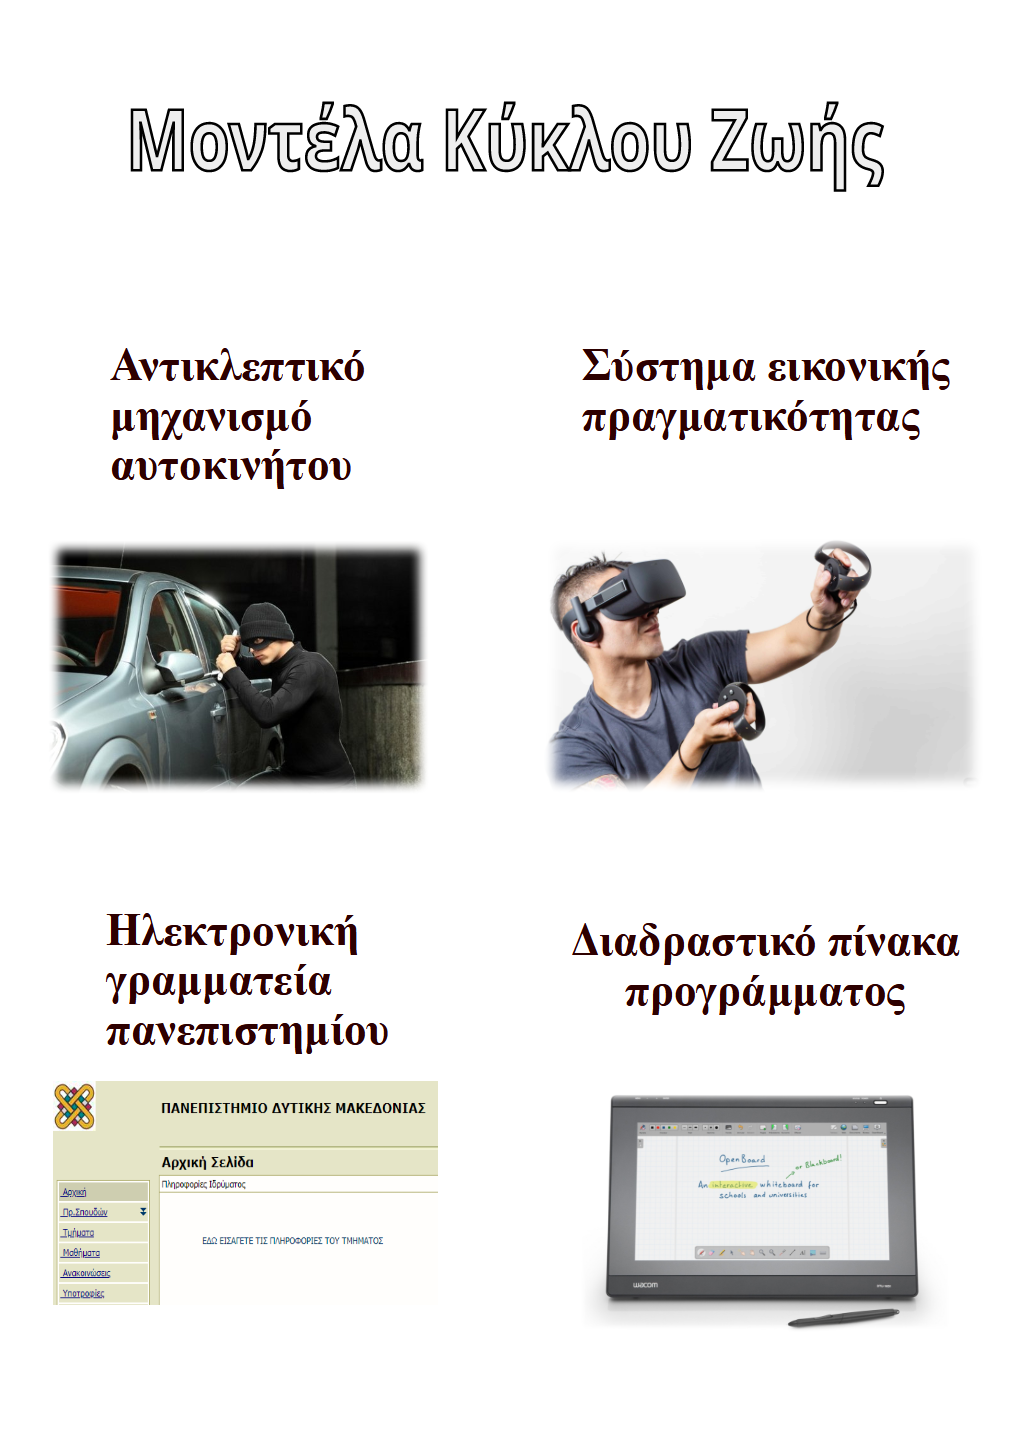 Μοντέλα Κύκλου Ζωής
Αντικλεπτικό
μηχανισμό
αυτοκινήτου
Σύστημα εικονικής
πραγματικότητας
Ηλεκτρονική
γραμματεία
πανεπιστημίου
Διαδραστικό πίνακα
προγράμματος
ΠΑΝΕΠΙΣΤΗΜΙΟ ΔΥΤΙΚΗΣ ΜΑΚΕΔΟΝΙΑΣ
Αρχική Σελίδα
Πληροφορίες Ιδρύματος
Αρχική
Πρ.Σπουδών
Τμήματα
Μαθήματα
Ανακοινώσεις
Υποτροφίες
ΕΔΩ ΕΙΣΑΓΕΤΕ ΤΙΣ ΠΛΗΡΟΦΟΡΙΕΣ ΤΟΥ ΤΜΗΜΑΤΟΣ
OpenBoard
or Blackboard!
An interactive whiteboard for
schools and universities
wacom